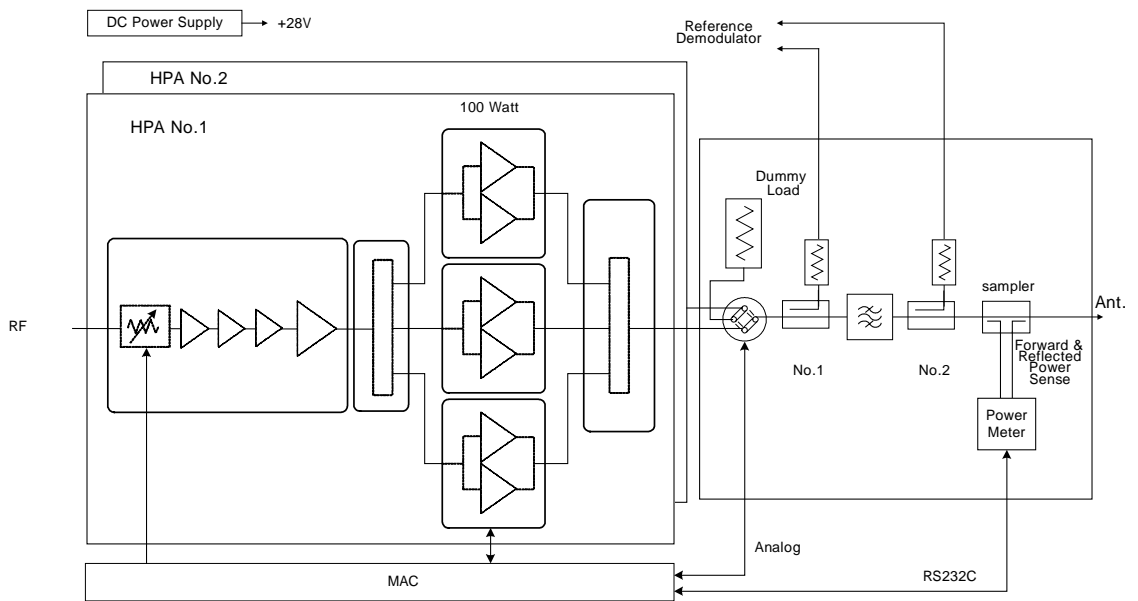 DC Power Supply
+28V
Reference
Demodulator
HPA No.2
HPA No.1
100 Watt
Dummy
Load
sampler
RF
Ant.
No.1
No.2
Forward &
Reflected
Power
Sense
Power
Meter
Analog
RS232C
MAC